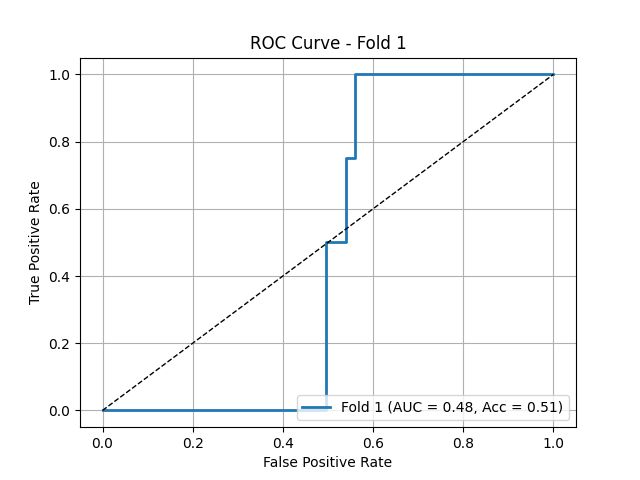 ROC Curve - Fold 1
True Positive Rate
1.0
0.8
0.6
0.4
0.2
0.0
Fold 1 (AUC = 0.48, Acc = 0.51)
0.0 0.2 0.4 0.6 0.8 1.0
False Positive Rate